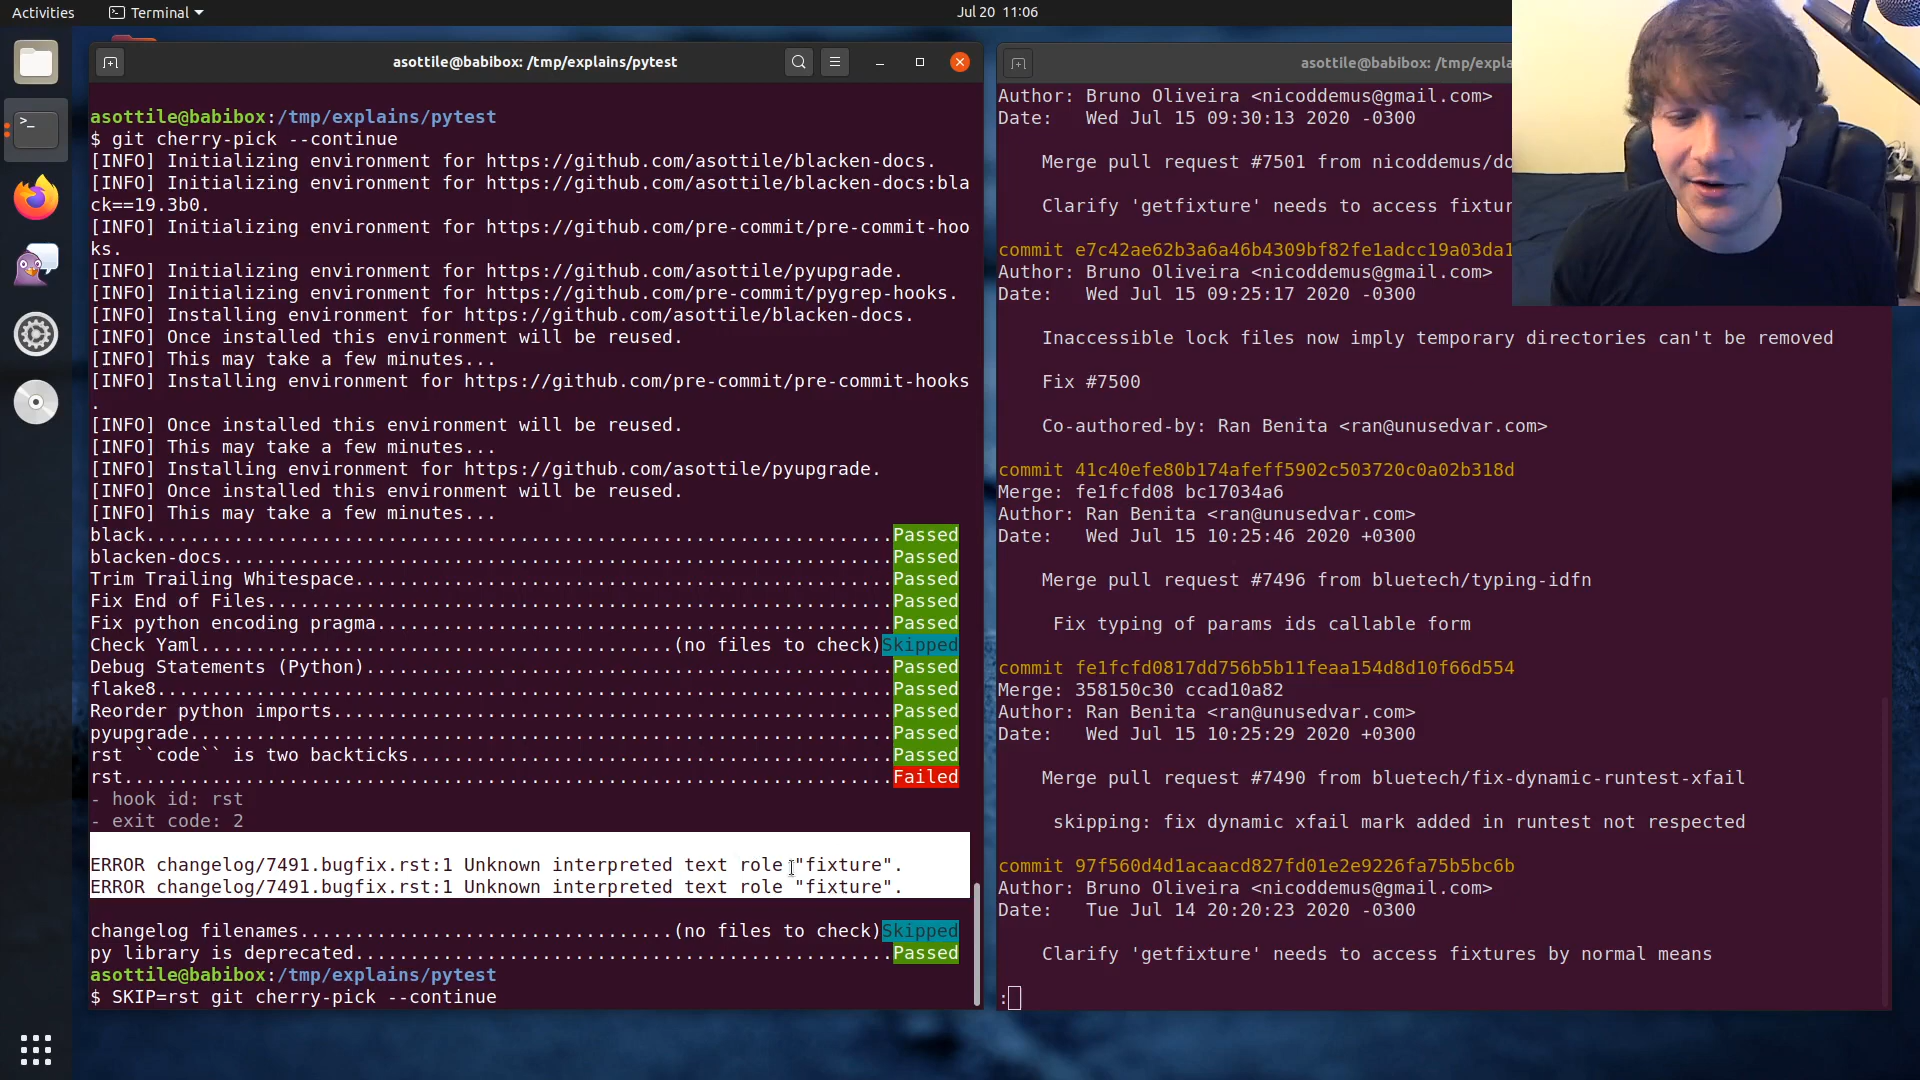 Activities
Terminal
Jul 20 11:06
asottile@babibox: /tmp/explains/pytest
asottile@babibox:/tmp/explains/pytest
$ git cherry-pick --continue
[INFO] Initializing environment for https://github.com/asottile/blacken-docs.
[INFO] Initializing environment for https://github.com/asottile/blacken-docs:bla
ck==19.3b0.
[INFO] Initializing environment for https://github.com/pre-commit/pre-commit-hoo
ks.
[INFO] Initializing environment for https://github.com/asottile/pyupgrade.
[INFO] Initializing environment for https://github.com/pre-commit/pygrep-hooks.
[INFO] Installing environment for https://github.com/asottile/blacken-docs.
[INFO] Once installed this environment will be reused.
[INFO] This may take a few minutes...
[INFO] Installing environment for https://github.com/pre-commit/pre-commit-hooks
.
[INFO] Once installed this environment will be reused.
[INFO] This may take a few minutes...
[INFO] Installing environment for https://github.com/asottile/pyupgrade.
[INFO] Once installed this environment will be reused.
[INFO] This may take a few minutes...
black....................................................................Passed
blacken-docs.............................................................Passed
Trim Trailing Whitespace.................................................Passed
Fix End of Files.........................................................Passed
Fix python encoding pragma...............................................Passed
Check Yaml...........................................(no files to check)Skipped
Debug Statements (Python)................................................Passed
flake8...................................................................Passed
Reorder python imports...................................................Passed
pyupgrade................................................................Passed
rst ``code`` is two backticks............................................Passed
rst......................................................................Failed
- hook id: rst
- exit code: 2
ERROR changelog/7491.bugfix.rst:1 Unknown interpreted text role "fixture".
ERROR changelog/7491.bugfix.rst:1 Unknown interpreted text role "fixture".
changelog filenames..................................(no files to check)Skipped
py library is deprecated.................................................Passed
asottile@babibox:/tmp/explains/pytest
$ SKIP=rst git cherry-pick --continue
asottile@babibox: /tmp/expla
Author: Bruno Oliveira <nicoddemus@gmail.com>
Date:   Wed Jul 15 09:30:13 2020 -0300
Merge pull request #7501 from nicoddemus/do
Clarify 'getfixture' needs to access fixtur
commit e7c42ae62b3a6a46b4309bf82fe1adcc19a03da1
Author: Bruno Oliveira <nicoddemus@gmail.com>
Date:   Wed Jul 15 09:25:17 2020 -0300
Inaccessible lock files now imply temporary directories can't be removed
Fix #7500
Co-authored-by: Ran Benita <ran@unusedvar.com>
commit 41c40efe80b174afeff5902c503720c0a02b318d
Merge: fe1fcfd08 bc17034a6
Author: Ran Benita <ran@unusedvar.com>
Date:   Wed Jul 15 10:25:46 2020 +0300
Merge pull request #7496 from bluetech/typing-idfn
Fix typing of params ids callable form
commit fe1fcfd0817dd756b5b11feaa154d8d10f66d554
Merge: 358150c30 ccad10a82
Author: Ran Benita <ran@unusedvar.com>
Date:   Wed Jul 15 10:25:29 2020 +0300
Merge pull request #7490 from bluetech/fix-dynamic-runtest-xfail
skipping: fix dynamic xfail mark added in runtest not respected
commit 97f560d4d1acaacd827fd01e2e9226fa75b5bc6b
Author: Bruno Oliveira <nicoddemus@gmail.com>
Date:   Tue Jul 14 20:20:23 2020 -0300
Clarify 'getfixture' needs to access fixtures by normal means
: